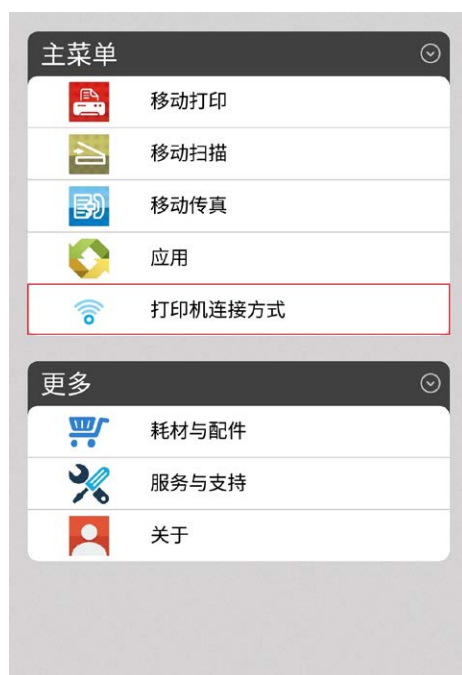 主菜单
移动打印
移动扫描
移动传真
应用
打印机连接方式
更多
耗材与配件
服务与支持
关于